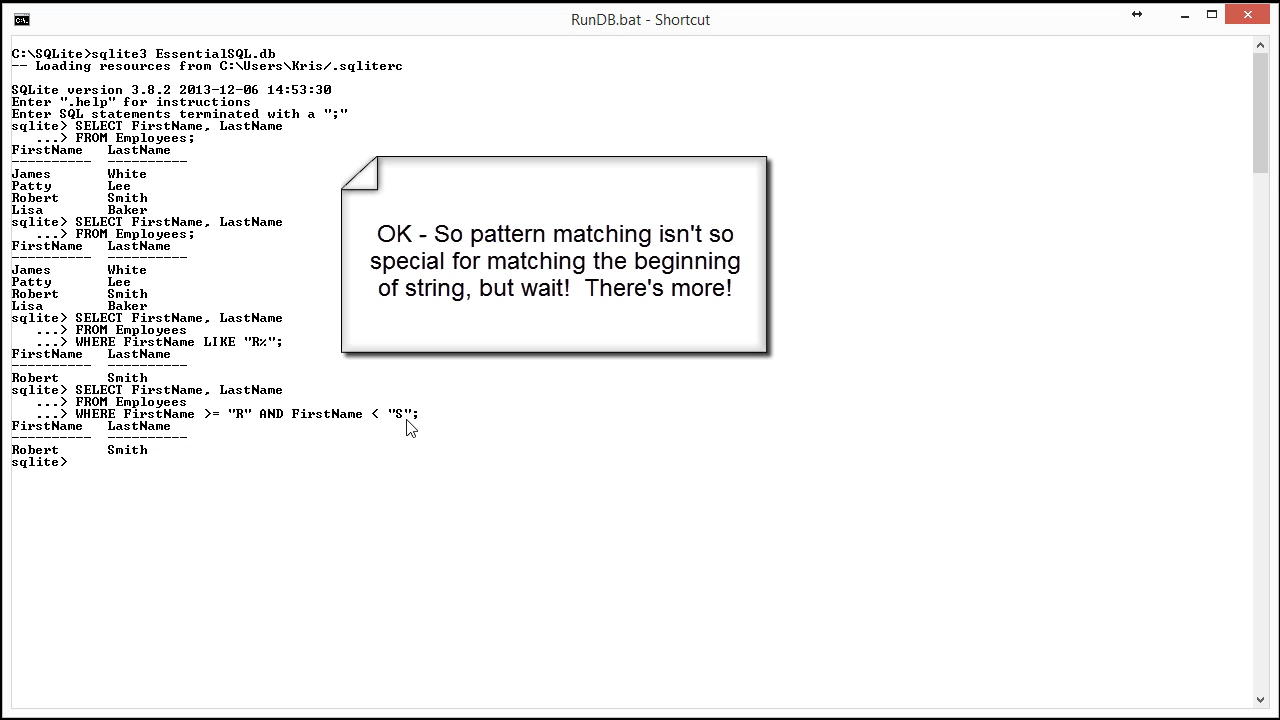 RunDB.bat - Shortcut
C:\SQLite>sqlite3 EssentialSQL.db
-- Loading resources from C:\Users\Kris/.sqliterc
SQLite version 3.8.2 2013-12-06 14:53:30
Enter ".help" for instructions
Enter SQL statements terminated with a ";"
sqlite> SELECT FirstName, LastName
   ...> FROM Employees;
FirstName   LastName
----------  ----------
James       White
Patty       Lee
Robert      Smith
Lisa        Baker
sqlite> SELECT FirstName, LastName
   ...> FROM Employees;
FirstName   LastName
----------  ----------
James       White
Patty       Lee
Robert      Smith
Lisa        Baker
sqlite> SELECT FirstName, LastName
   ...> FROM Employees
   ...> WHERE FirstName LIKE "R%";
FirstName   LastName
----------  ----------
Robert      Smith
sqlite> SELECT FirstName, LastName
   ...> FROM Employees
   ...> WHERE FirstName >= "R" AND FirstName < "S";
FirstName   LastName
----------  ----------
Robert      Smith
sqlite>
OK - So pattern matching isn't so
special for matching the beginning
of string, but wait!  There's more!